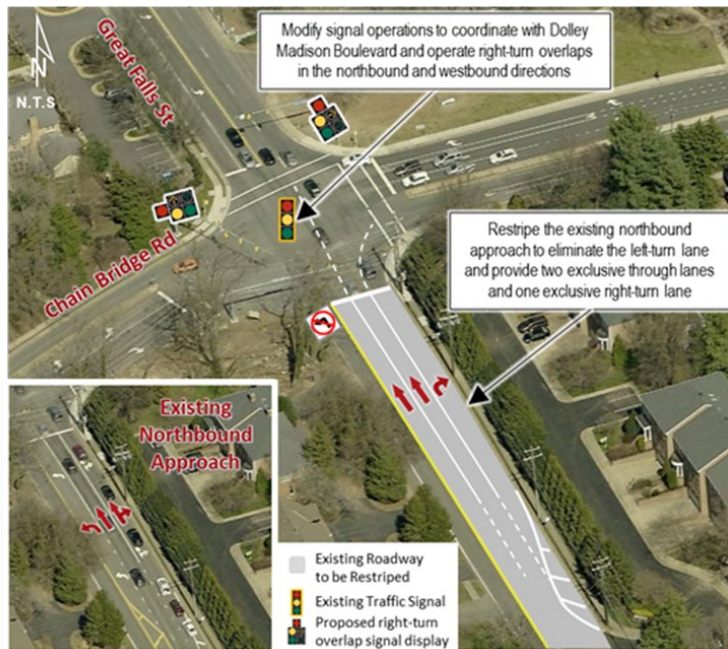 Modify signal operations to coordinate with Dolley
Madison Boulevard and operate right-turn overlaps
in the northbound and westbound directions
N
N.T.S
Great Falls St
Chain Bridge Rd
Restripe the existing northbound
approach to eliminate the left-turn lane
and provide two exclusive through lanes
and one exclusive right-turn lane
Existing
Northbound
Approach
Existing Roadway
to be Restriped
Existing Traffic Signal
Proposed right-turn
overlap signal display